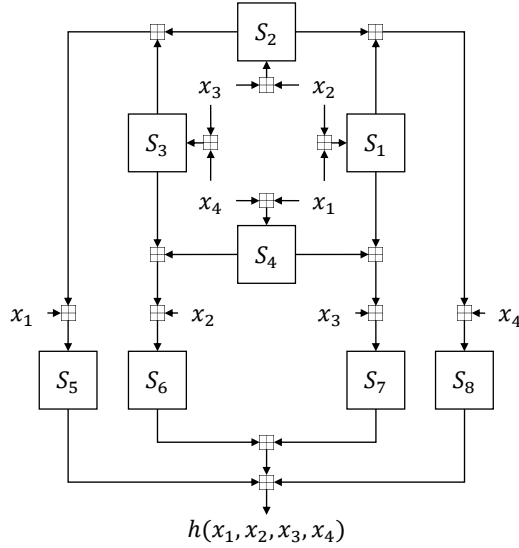 S₂
x₃ x₂
S₃ S₁
x₄ x₁
S₄
x₁ x₂ x₃ x₄
S₅ S₆ S₇ S₈
h(x₁, x₂, x₃, x₄)